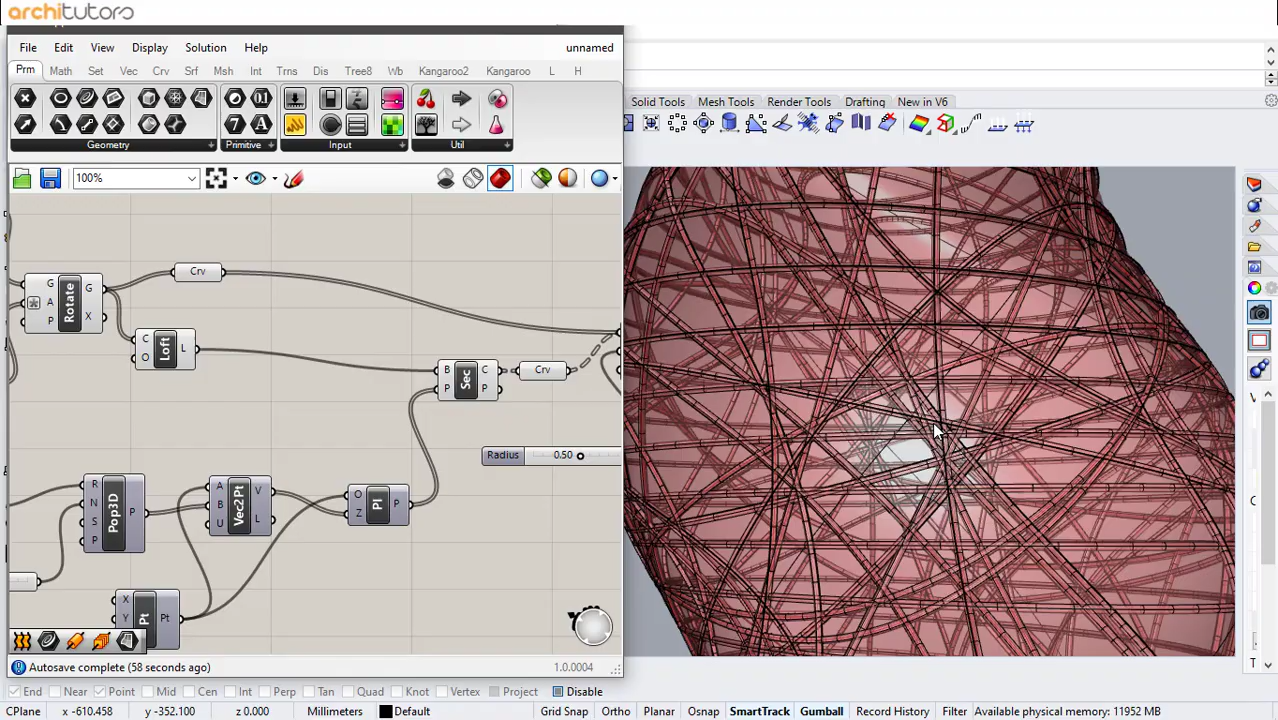 architutors
File Edit View Display Solution Help unnamed
Prm Math Set Vec Crv Srf Msh Int Trns Dis Tree8 Wb Kangaroo2 Kangaroo L H
Solid Tools Mesh Tools Render Tools Drafting New in V6
Geometry Primitive Input Util
100%
Crv
G A P Rotate G X
C O Loft L
B P Sec C P
Crv
Radius 0.50
R N S P Pop3D P
A B U Vec2Pt V L
O Z Pl P
X Y Pt Pt
Autosave complete (58 seconds ago) 1.0.0004
End Near Point Mid Cen Int Perp Tan Quad Knot Vertex Project Disable
CPlane x -610.458 y -352.100 z 0.000 Millimeters Default Grid Snap Ortho Planar Osnap SmartTrack Gumball Record History Filter Available physical memory: 11952 MB